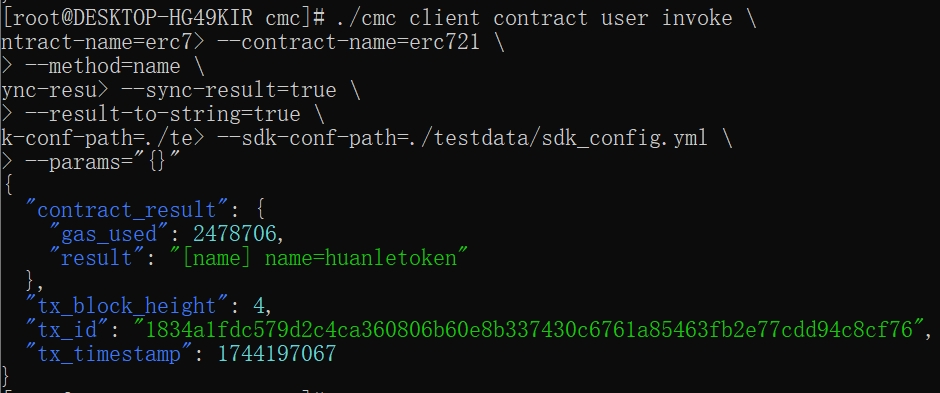 [root@DESKTOP-HG49KIR cmc]# ./cmc client contract user invoke \
ntract-name=erc7> --contract-name=erc721 \
> --method=name \
ync-resu> --sync-result=true \
> --result-to-string=true \
k-conf-path=./te> --sdk-conf-path=./testdata/sdk_config.yml \
> --params="{}"
{
  "contract_result": {
    "gas_used": 2478706,
    "result": "[name] name=huanletoken"
  },
  "tx_block_height": 4,
  "tx_id": "1834a1fdc579d2c4ca360806b60e8b337430c6761a85463fb2e77cdd94c8cf76",
  "tx_timestamp": 1744197067
}